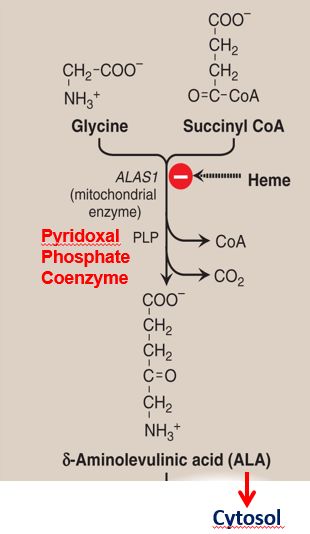 COO⁻
CH₂
CH₂
O=C-CoA
CH₂-COO⁻
NH₃⁺
Glycine
Succinyl CoA
ALAS1
(mitochondrial
enzyme)
Heme
Pyridoxal
Phosphate
Coenzyme
PLP
CoA
CO₂
COO⁻
CH₂
CH₂
C=O
CH₂
NH₃⁺
δ-Aminolevulinic acid (ALA)
Cytosol